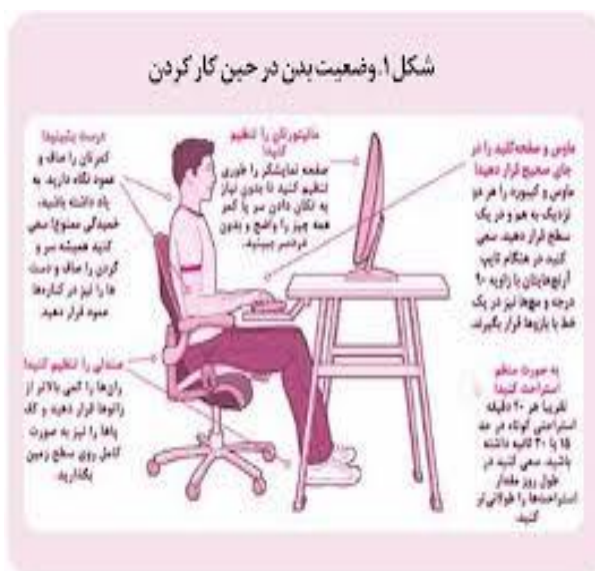 شکل ۱. وضعیت بدن در حین کار کردن
ماوس و صفحه‌کلید را در
جای صحیح قرار دهید!
ماوس و کیبورد را هر دو
نزدیک به هم و در یک
سطح قرار دهید. سعی
کنید در هنگام تایپ
آرنج‌هایتان با زاویه ۹۰
درجه و مچ‌ها نیز در یک
خط با بازوها قرار بگیرند.
مانیتورتان را تنظیم
کنید!
صفحه نمایشگر را طوری
تنظیم کنید تا بدون نیاز
به تکان دادن سر یا کمر
همه چیز را واضح و بدون
دردسر ببینید.
درست بنشینید!
کمرتان را صاف و
عمود نگاه دارید. به
یاد داشته باشید،
خمیدگی ممنوع! سعی
کنید همیشه سر و
گردن را صاف و دست
ها را نیز در کنارها
عمود قرار دهید.
صندلی را تنظیم کنید!
ران‌ها را کمی بالاتر از
زانوها قرار دهید و کف
پاها را نیز به صورت
کامل روی سطح زمین
بگذارید.
به صورت منظم
استراحت کنید!
تقریبا هر ۲۰ دقیقه
استراحتی کوتاه در حد
۱۵ یا ۳۰ ثانیه داشته
باشید. سعی کنید در
طول روز مقدار
استراحت‌ها را طولانی‌تر
کنید.